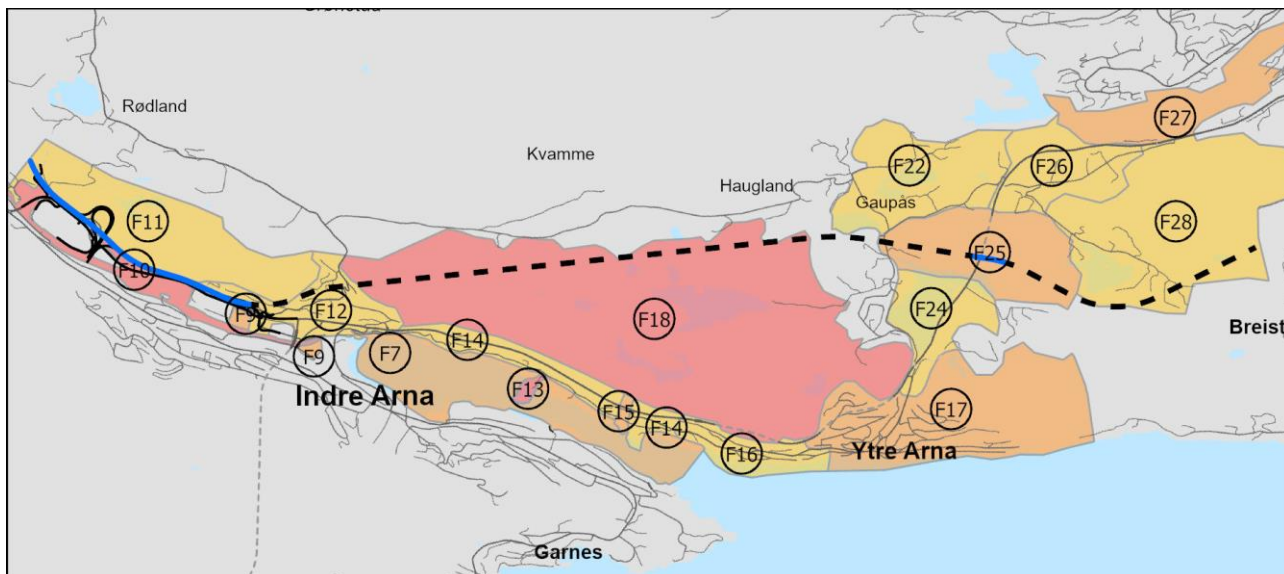 Rødland
Kvamme
Haugland
Gaupås
F27
F22
F26
F11
F28
F25
F10
F24
F12
F9
F18
F14
F9
F7
F13
F15
F14
F17
F16
Indre Arna
Ytre Arna
Breist
Garnes